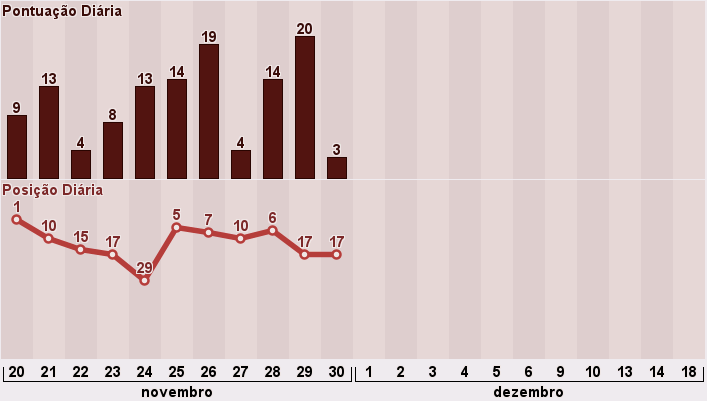 Pontuação Diária
9 13 4 8 13 14 19 4 14 20 3
Posição Diária
1 10 15 17 29 5 7 10 6 17 17
20 21 22 23 24 25 26 27 28 29 30 1 2 3 4 5 6 9 10 13 14 18
novembro dezembro